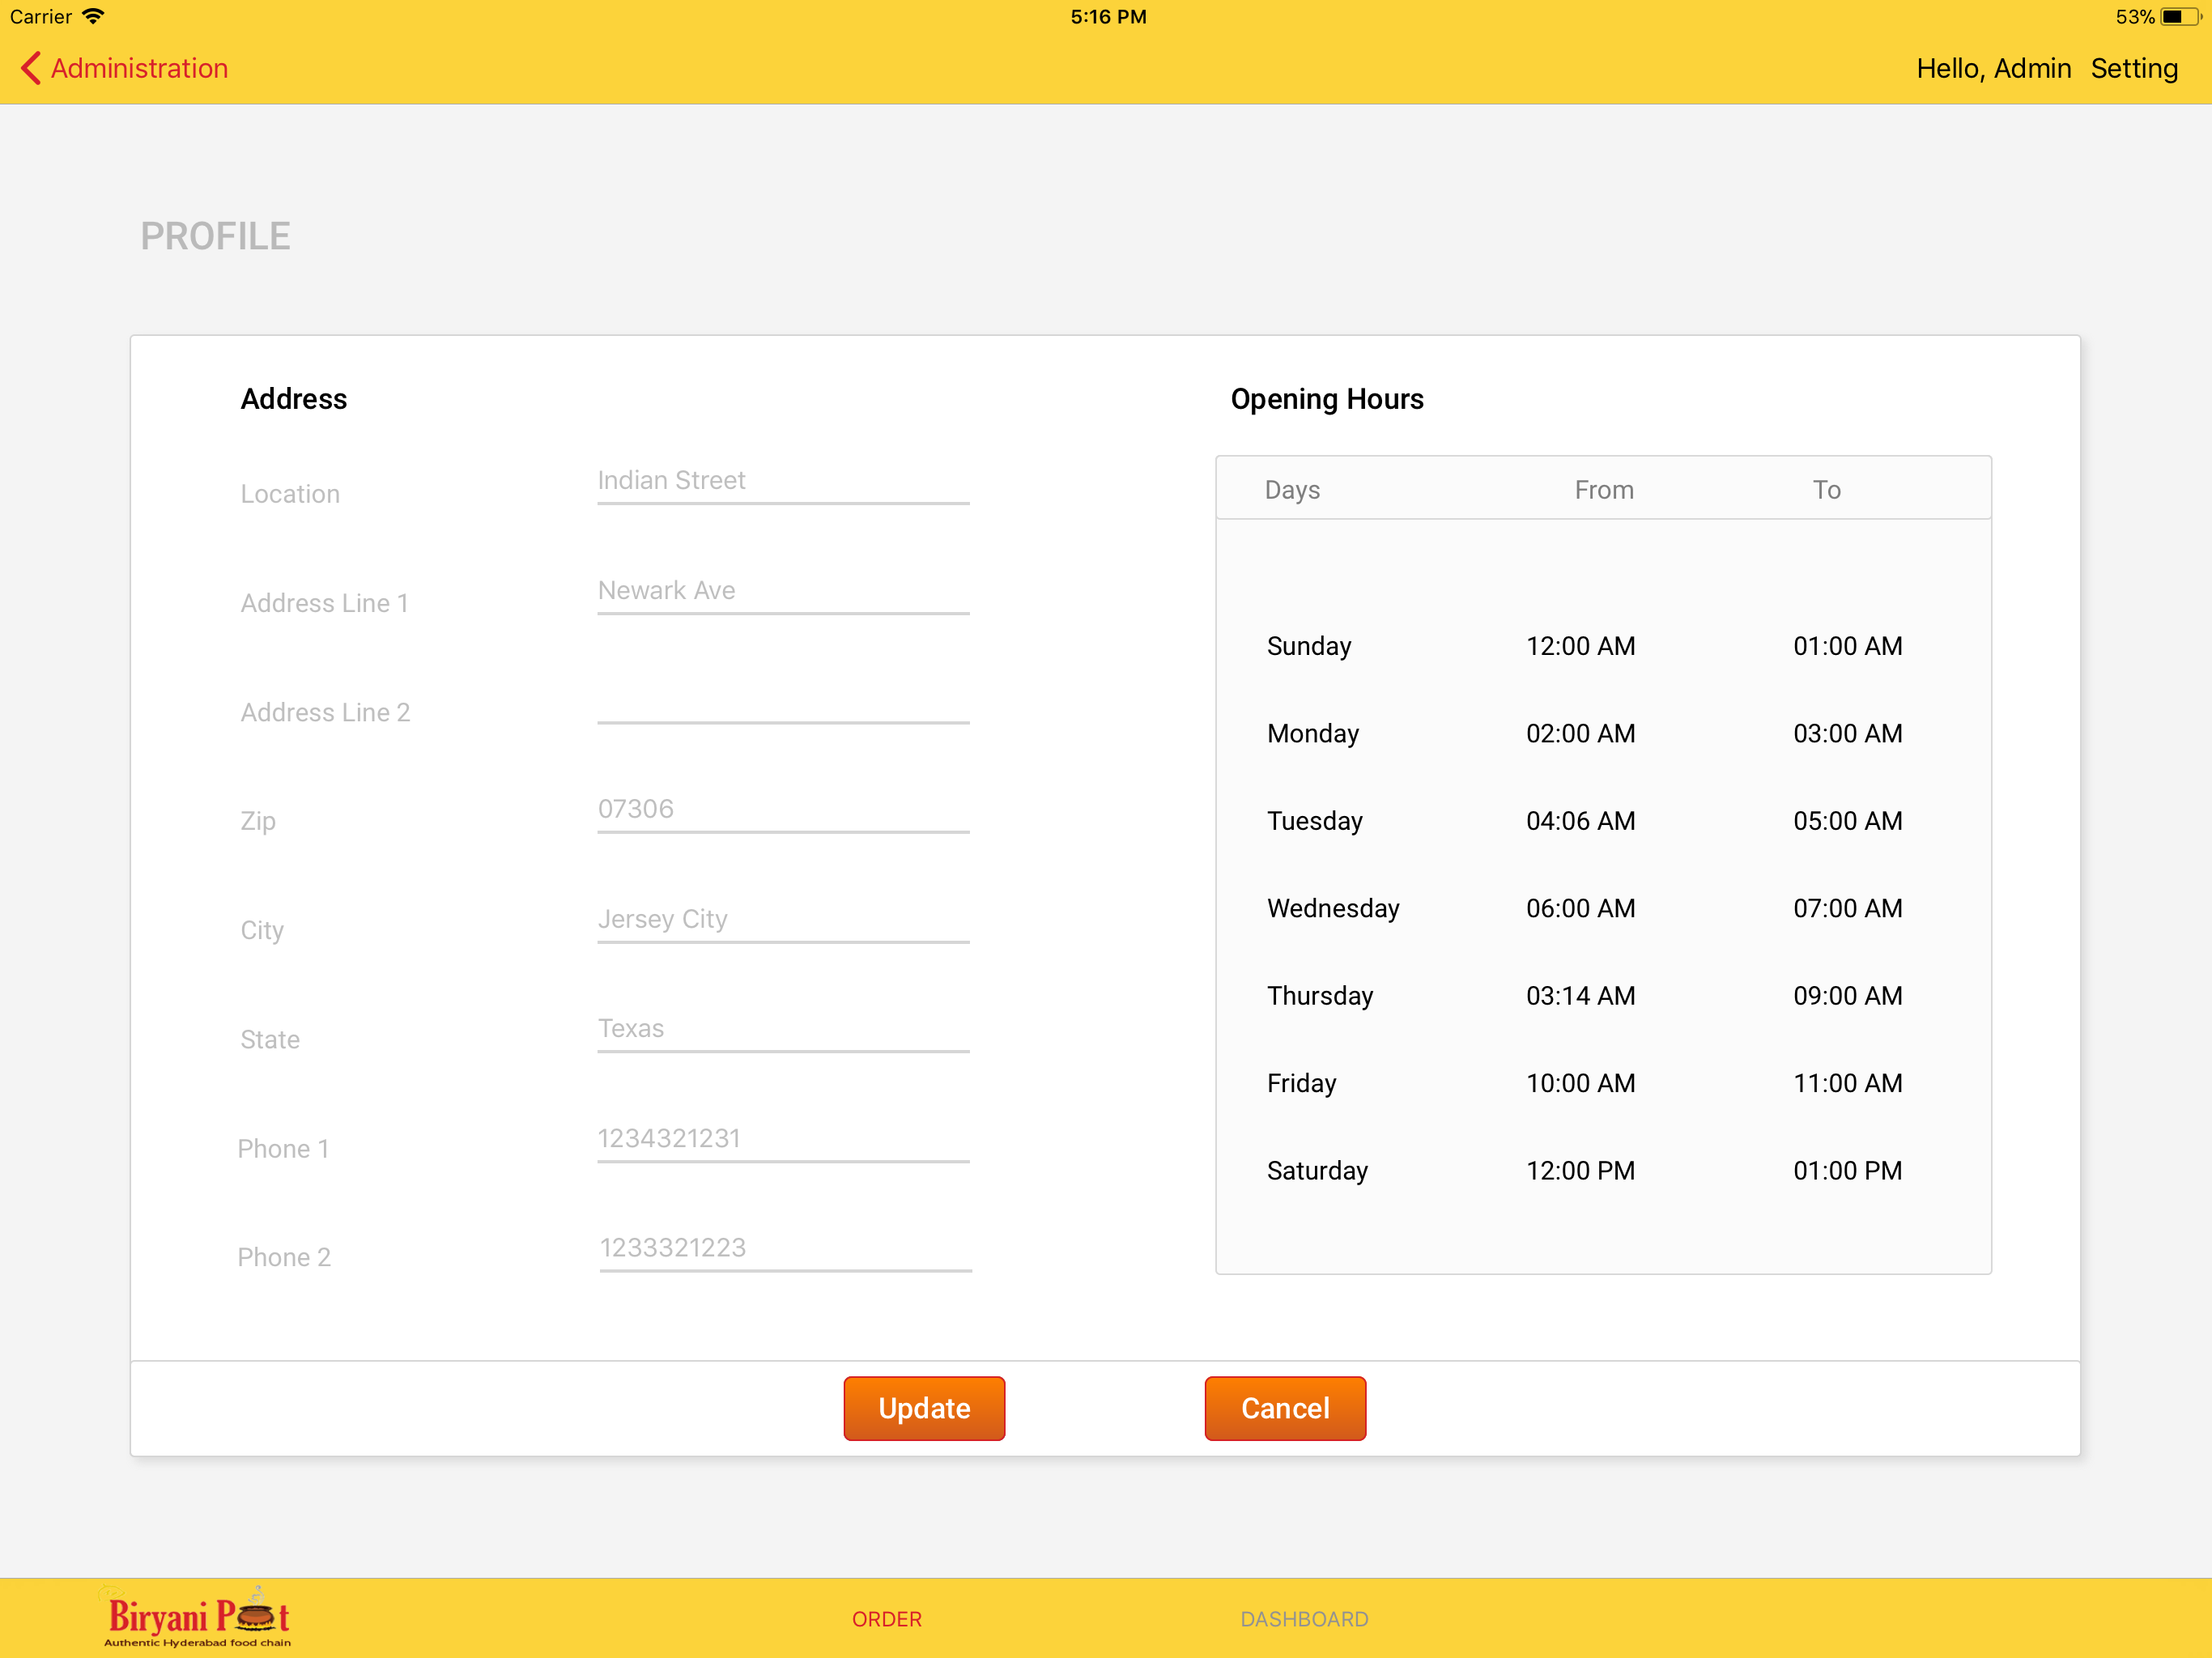 Carrier 5:16 PM 53%
Administration Hello, Admin Setting
PROFILE
Address
Location Indian Street
Address Line 1 Newark Ave
Address Line 2
Zip 07306
City Jersey City
State Texas
Phone 1 1234321231
Phone 2 1233321223
Opening Hours
Days From To
Sunday 12:00 AM 01:00 AM
Monday 02:00 AM 03:00 AM
Tuesday 04:06 AM 05:00 AM
Wednesday 06:00 AM 07:00 AM
Thursday 03:14 AM 09:00 AM
Friday 10:00 AM 11:00 AM
Saturday 12:00 PM 01:00 PM
Update Cancel
Biryani Pot
Authentic Hyderabad food chain
ORDER DASHBOARD